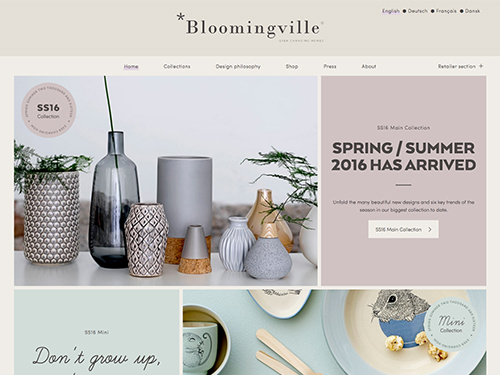 English Deutsch Français Dansk
*Bloomingville®
Home Collections Design philosophy Shop Press About Retailer section +
SS16
Collection
SS16 Main Collection
SPRING / SUMMER
2016 HAS ARRIVED
Unfold the many beautiful new designs and six key trends of the
season in our biggest collection to date.
SS16 Main Collection >
SS16 Mini
Don't grow up,
Mini
Collection